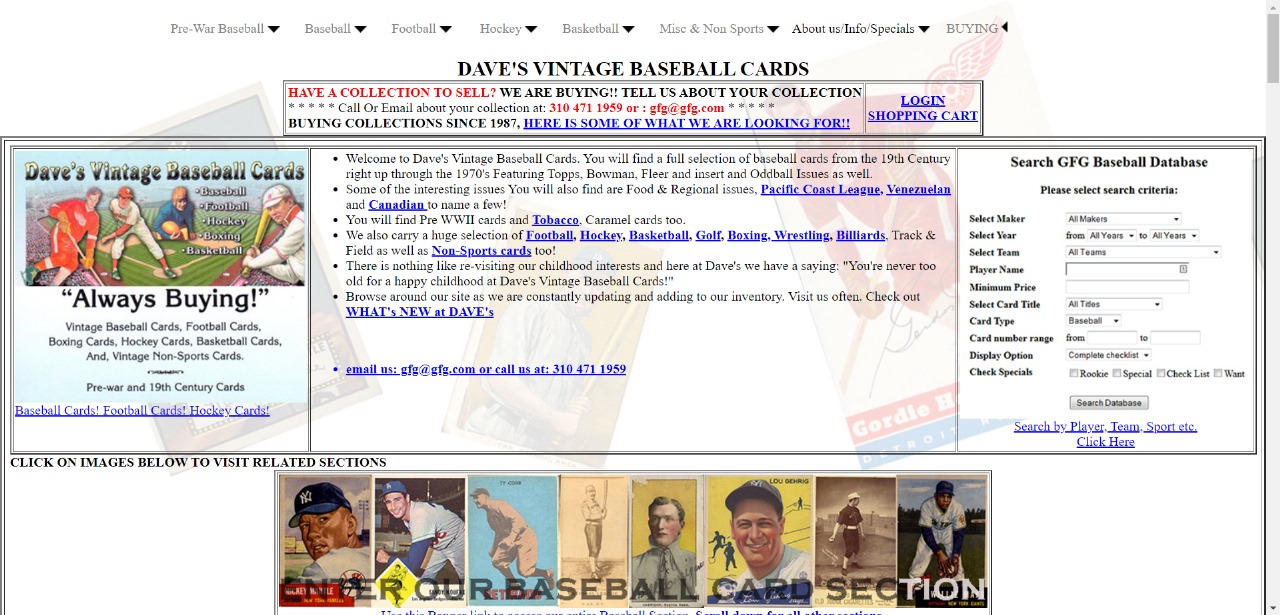 Pre-War Baseball
Baseball
Football
Hockey
Basketball
Misc & Non Sports
About us/Info/Specials
BUYING
DAVE'S VINTAGE BASEBALL CARDS
HAVE A COLLECTION TO SELL? WE ARE BUYING!! TELL US ABOUT YOUR COLLECTION
* * * * * Call Or Email about your collection at: 310 471 1959 or : gfg@gfg.com * * * * *
BUYING COLLECTIONS SINCE 1987, HERE IS SOME OF WHAT WE ARE LOOKING FOR!!
LOGIN
SHOPPING CART
Dave's Vintage Baseball Cards
•Baseball
•Football
•Hockey
•Boxing
•Basketball
“Always Buying!”
Vintage Baseball Cards, Football Cards,
Boxing Cards, Hockey Cards, Basketball Cards,
And, Vintage Non-Sports Cards.
Pre-war and 19th Century Cards
Baseball Cards! Football Cards! Hockey Cards!
• Welcome to Dave's Vintage Baseball Cards. You will find a full selection of baseball cards from the 19th Century
right up through the 1970's Featuring Topps, Bowman, Fleer and insert and Oddball Issues as well.
• Some of the interesting issues You will also find are Food & Regional issues, Pacific Coast League, Venezuelan
and Canadian to name a few!
• You will find Pre WWII cards and Tobacco, Caramel cards too.
• We also carry a huge selection of Football, Hockey, Basketball, Golf, Boxing, Wrestling, Billiards, Track &
Field as well as Non-Sports cards too!
• There is nothing like re-visiting our childhood interests and here at Dave's we have a saying: "You're never too
old for a happy childhood at Dave's Vintage Baseball Cards!"
• Browse around our site as we are constantly updating and adding to our inventory. Visit us often. Check out
WHAT's NEW at DAVE's
• email us: gfg@gfg.com or call us at: 310 471 1959
Search GFG Baseball Database
Please select search criteria:
Select Maker All Makers
Select Year from All Years to All Years
Select Team All Teams
Player Name
Minimum Price
Select Card Title All Titles
Card Type Baseball
Card number range from to
Display Option Complete checklist
Check Specials Rookie Special Check List Want
Search Database
Search by Player, Team, Sport etc.
Click Here
Gordie H
DETROIT
CLICK ON IMAGES BELOW TO VISIT RELATED SECTIONS
TY COBB
LOU GEHRIG
MICKEY MANTLE
NEW YORK YANKEES
SANDY KOUFAX
ENTER OUR BASEBALL CARD SECTION
Use this Banner link to access our entire Baseball Section. Scroll down for all other sections